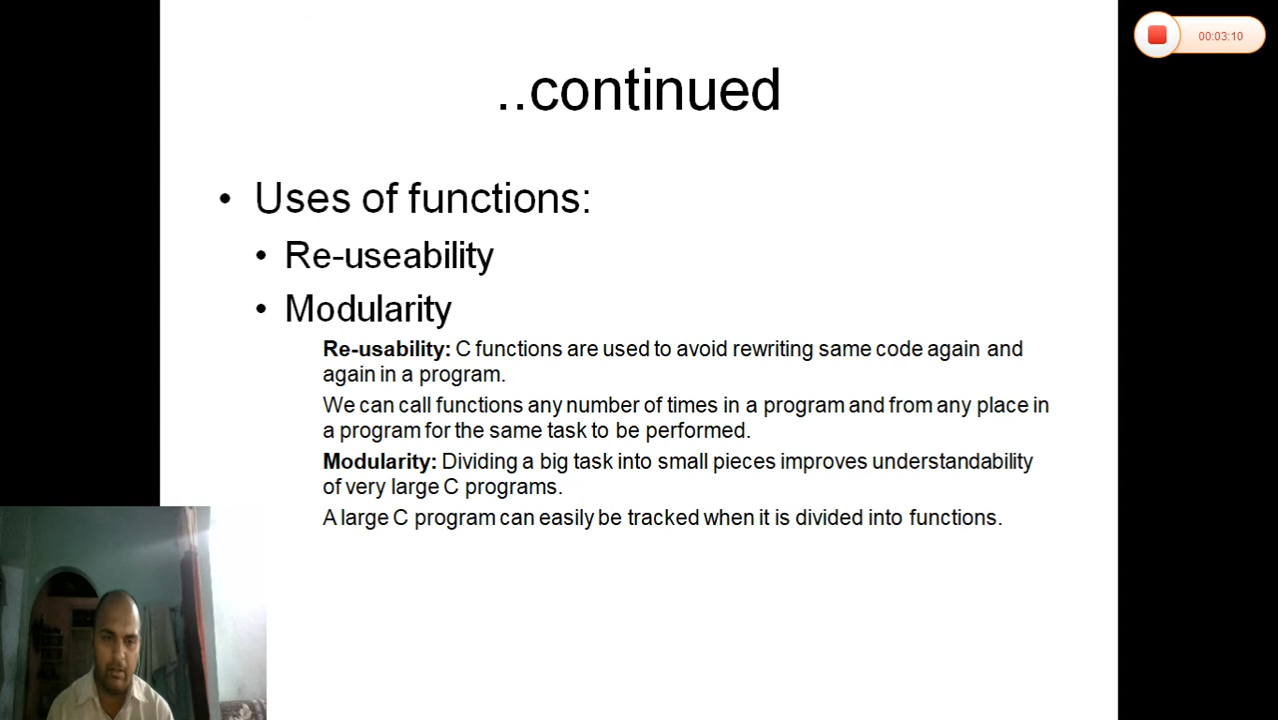 00:03:10
..continued
• Uses of functions:
• Re-useability
• Modularity
Re-usability: C functions are used to avoid rewriting same code again and
again in a program.
We can call functions any number of times in a program and from any place in
a program for the same task to be performed.
Modularity: Dividing a big task into small pieces improves understandability
of very large C programs.
A large C program can easily be tracked when it is divided into functions.